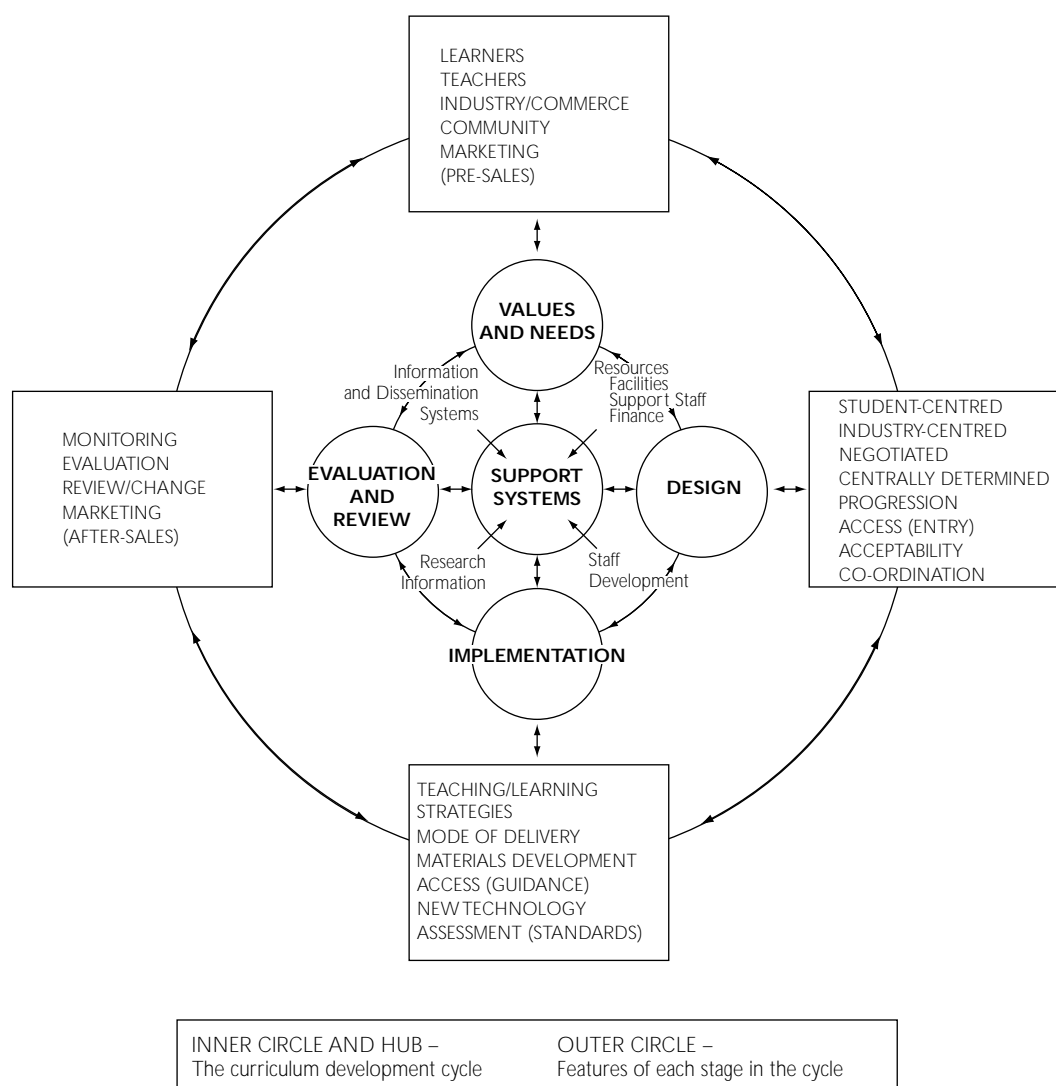 LEARNERS
TEACHERS
INDUSTRY/COMMERCE
COMMUNITY
MARKETING
(PRE-SALES)
VALUES
AND NEEDS
Information
and Dissemination
Systems
Resources
Facilities
Support Staff
Finance
MONITORING
EVALUATION
REVIEW/CHANGE
MARKETING
(AFTER-SALES)
EVALUATION
AND
REVIEW
SUPPORT
SYSTEMS
DESIGN
STUDENT-CENTRED
INDUSTRY-CENTRED
NEGOTIATED
CENTRALLY DETERMINED
PROGRESSION
ACCESS (ENTRY)
ACCEPTABILITY
CO-ORDINATION
Research
Information
Staff
Development
IMPLEMENTATION
TEACHING/LEARNING
STRATEGIES
MODE OF DELIVERY
MATERIALS DEVELOPMENT
ACCESS (GUIDANCE)
NEW TECHNOLOGY
ASSESSMENT (STANDARDS)
INNER CIRCLE AND HUB –
The curriculum development cycle
OUTER CIRCLE –
Features of each stage in the cycle